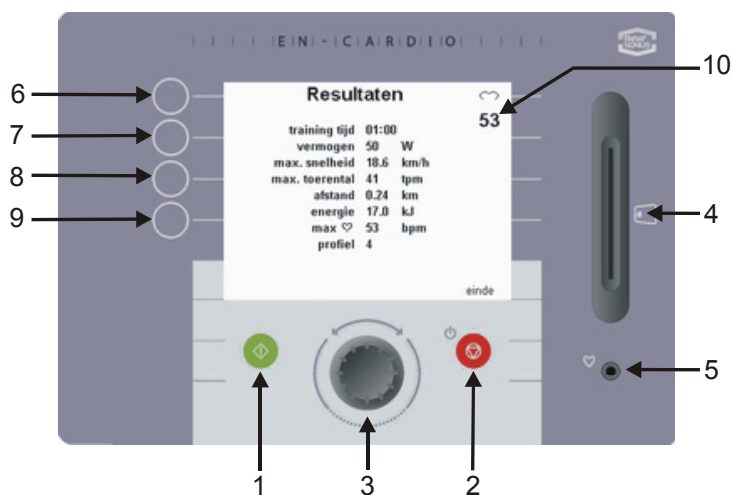 EN-CARDIO
ENRAF
NONIUS
10
6
7
8
9
Resultaten
53
training tijd 01:00
vermogen 50 W
max. snelheid 18.6 km/h
max. toerental 41 tpm
afstand 0.24 km
energie 17.0 kJ
max ♡ 53 bpm
profiel 4
einde
4
5
1
3
2